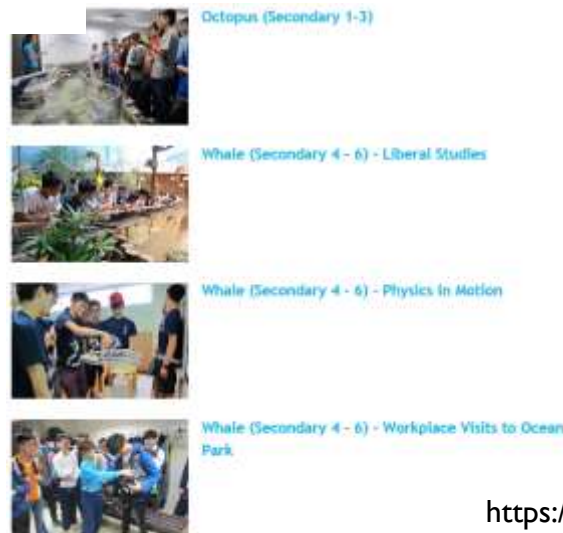 Octopus (Secondary 1-3)
Whale (Secondary 4 - 6) - Liberal Studies
Whale (Secondary 4 - 6) - Physics in Motion
Whale (Secondary 4 - 6) - Workplace Visits to Ocean
Park
https:/